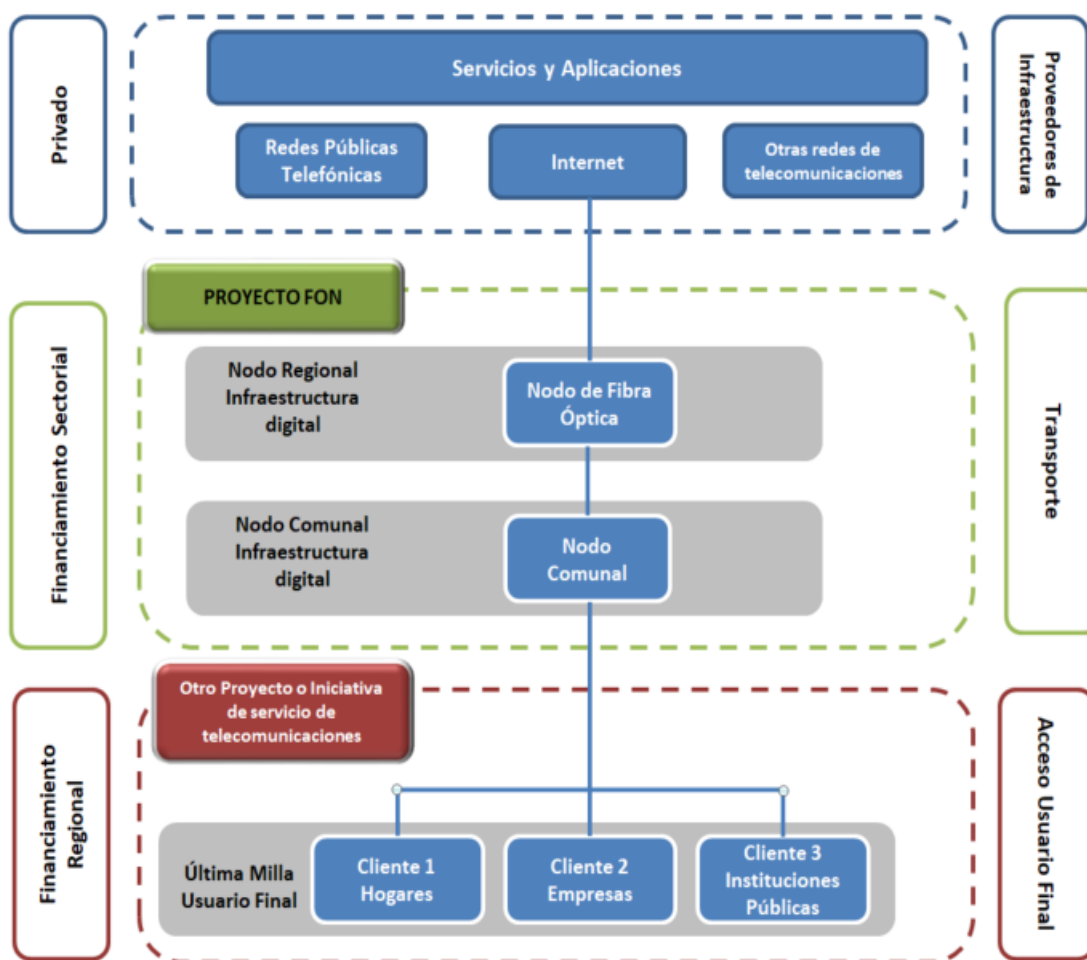 Privado
Servicios y Aplicaciones
Redes Públicas
Telefónicas
Internet
Otras redes de
telecomunicaciones
Proveedores de
Infraestructura
Financiamiento Sectorial
PROYECTO FON
Nodo Regional
Infraestructura
digital
Nodo de Fibra
Óptica
Nodo Comunal
Infraestructura
digital
Nodo
Comunal
Transporte
Financiamiento
Regional
Otro Proyecto o Iniciativa
de servicio de
telecomunicaciones
Última Milla
Usuario Final
Cliente 1
Hogares
Cliente 2
Empresas
Cliente 3
Instituciones
Públicas
Acceso Usuario Final